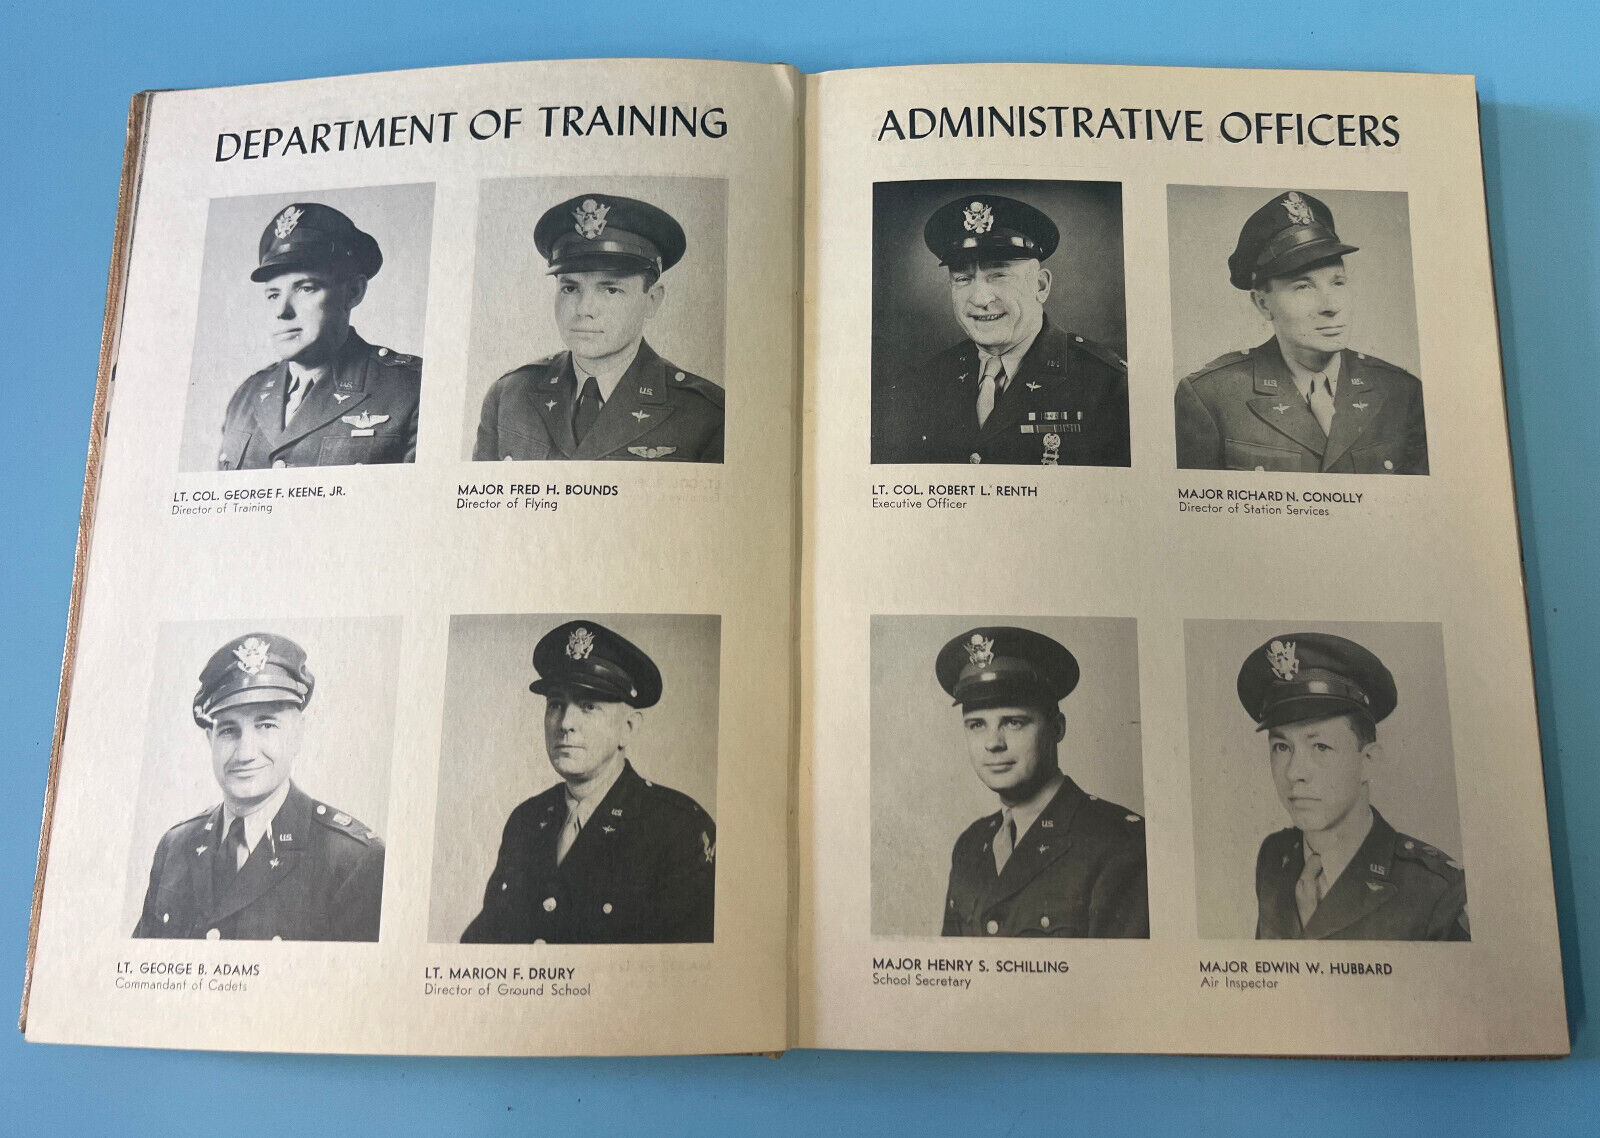 DEPARTMENT OF TRAINING
LT. COL. GEORGE F. KEENE, JR.
Director of Training
MAJOR FRED H. BOUNDS
Director of Flying
LT. GEORGE B. ADAMS
Commandant of Cadets
LT. MARION F. DRURY
Director of Ground School
ADMINISTRATIVE OFFICERS
LT. COL. ROBERT L. RENTH
Executive Officer
MAJOR RICHARD N. CONOLLY
Director of Station Services
MAJOR HENRY S. SCHILLING
School Secretary
MAJOR EDWIN W. HUBBARD
Air Inspector